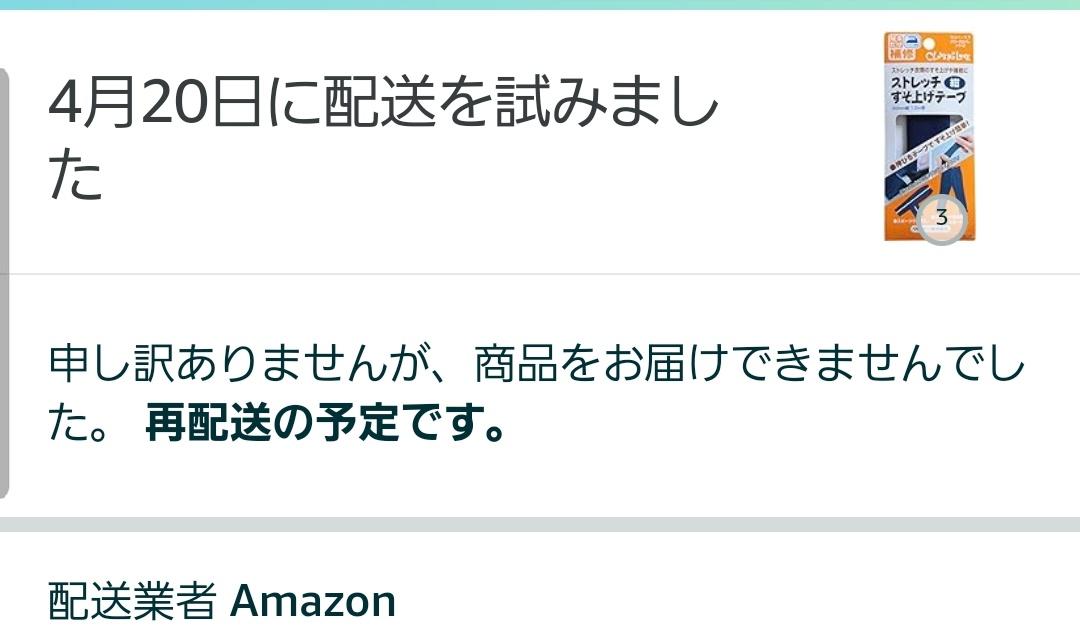 4月20日に配送を試みまし
た
補修
ストレッチ 紺
すそ上げテープ
3
申し訳ありませんが、商品をお届けできませんでし
た。 再配送の予定です。
配送業者 Amazon